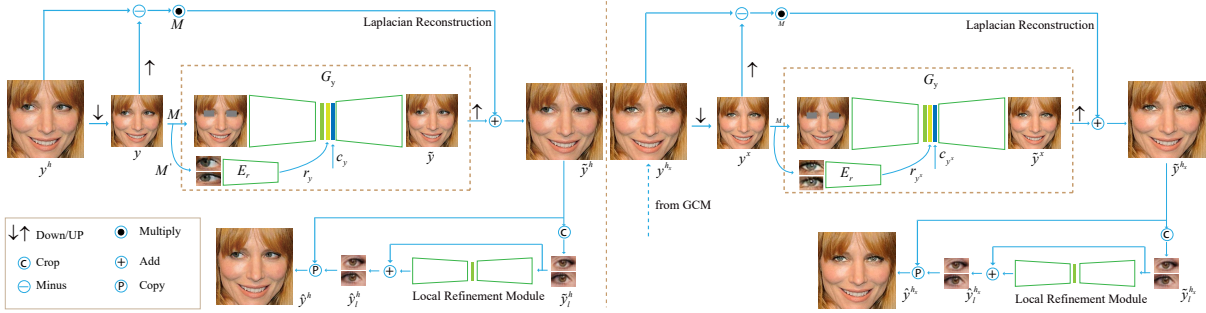 M
Laplacian Reconstruction
G_y
↑
↓
M
y^h
y
ỹ
↑
ỹ^h
M'
E_r
r_y
c_y
C
ŷ^h
P
ŷ_l^h
Local Refinement Module
ỹ_l^h
↓↑ Down/UP
C Crop
Minus
Multiply
Add
P Copy
M
Laplacian Reconstruction
G_y
↑
↓
M
y^{h_x}
y^x
ỹ^x
↑
ỹ^{h_x}
E_r
r_{y^x}
c_{y^x}
from GCM
C
ŷ^{h_x}
P
ŷ_l^{h_x}
Local Refinement Module
ỹ_l^{h_x}